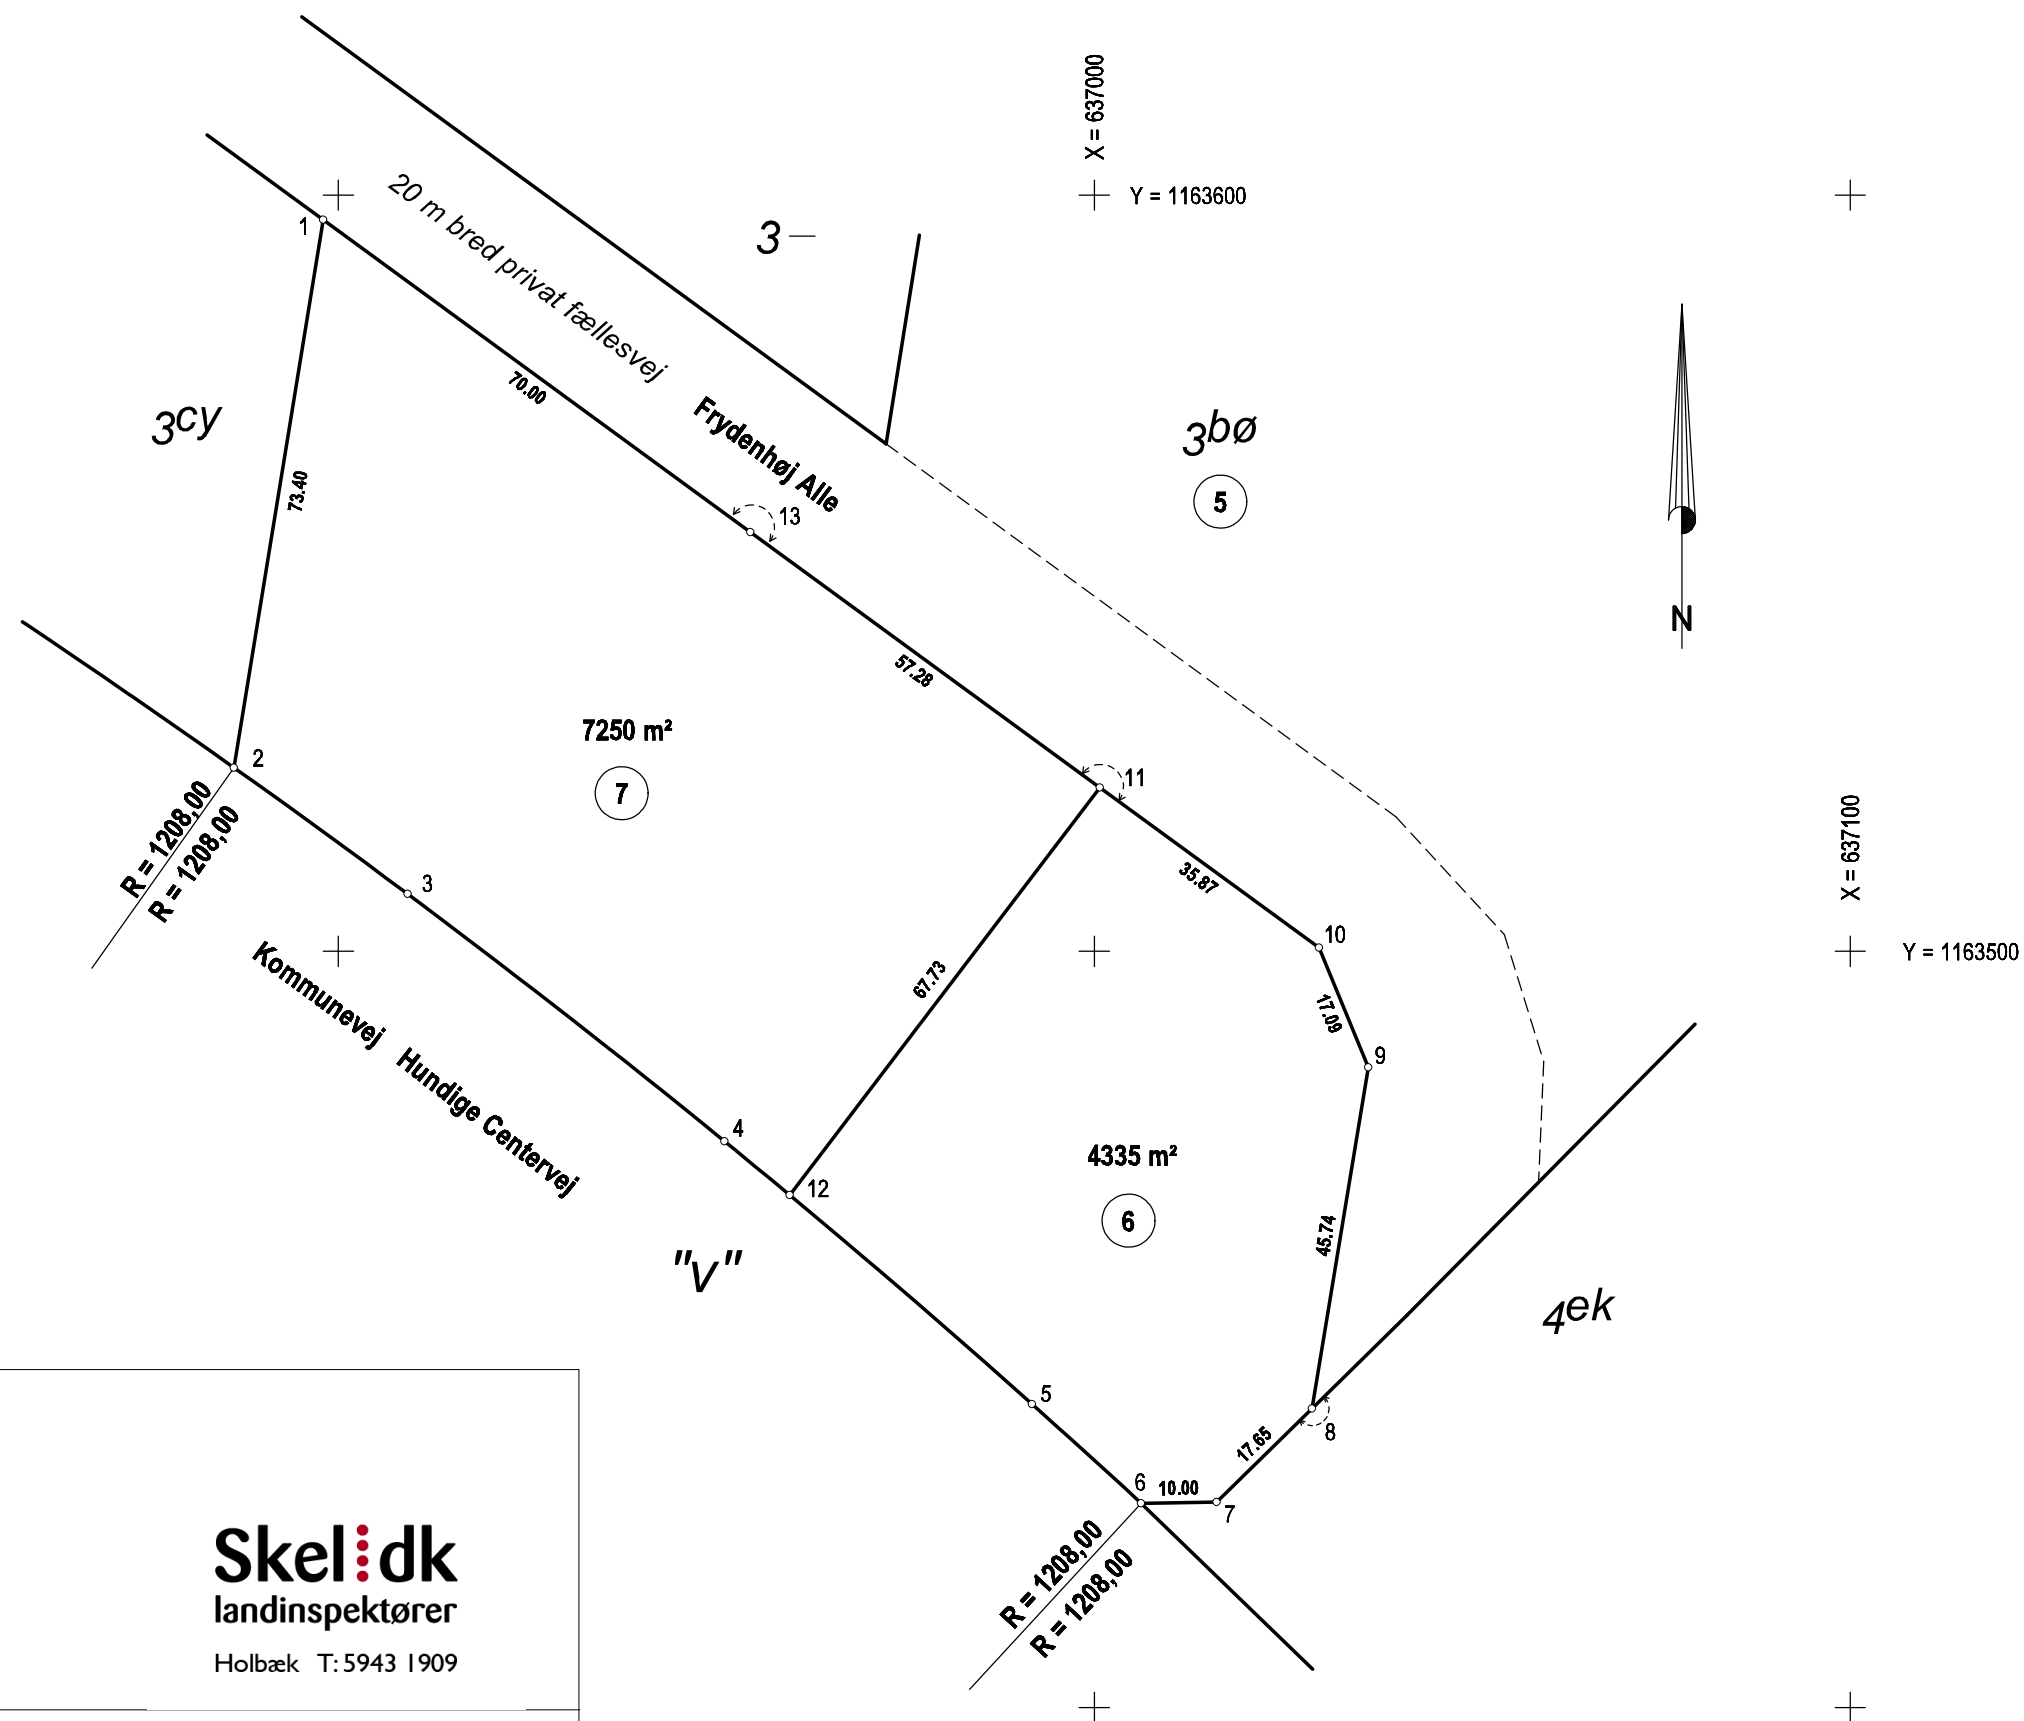 X = 637000
Y = 1163600
1
20 m bred privat fællesvej
3 —
3cy
70.00
Frydenhøj Alle
3bø
5
73.40
13
N
57.28
7250 m²
7
2
R = 1208,00
R = 1208,00
11
X = 637100
35.87
3
10
Y = 1163500
Kommunevej Hundige Centervej
67.73
17.09
9
4
12
4335 m²
6
45.74
"v"
4ek
5
8
17.65
6
10.00
7
R = 1208,00
R = 1208,00
Skel dk
landinspektører
Holbæk T: 5943 1909